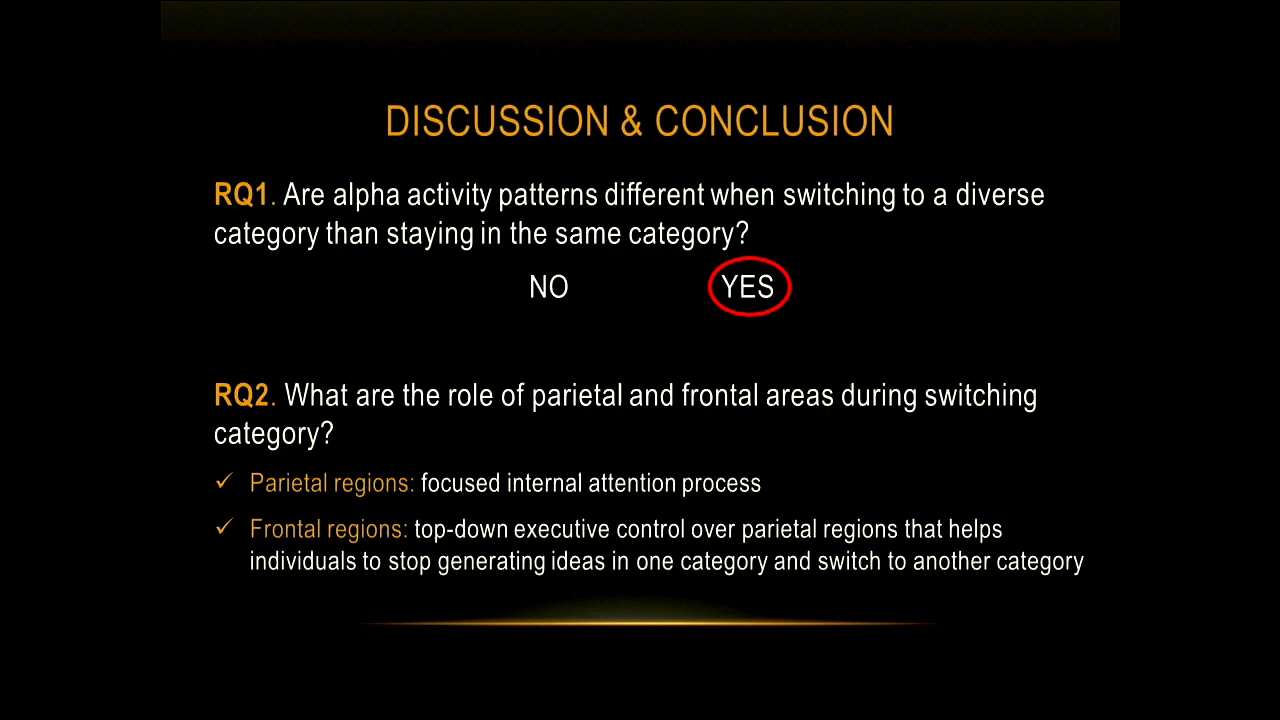 DISCUSSION & CONCLUSION
RQ1. Are alpha activity patterns different when switching to a diverse
category than staying in the same category?
NO YES
RQ2. What are the role of parietal and frontal areas during switching
category?
✓ Parietal regions: focused internal attention process
✓ Frontal regions: top-down executive control over parietal regions that helps
individuals to stop generating ideas in one category and switch to another category